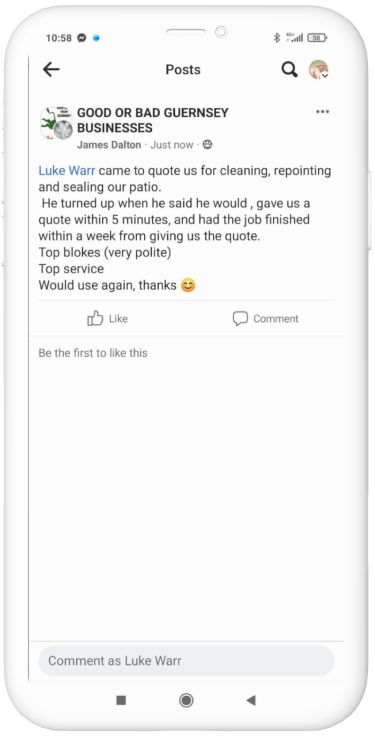 10:58
4G+
58
Posts
GOOD OR BAD GUERNSEY
BUSINESSES
James Dalton · Just now ·
Luke Warr came to quote us for cleaning, repointing
and sealing our patio.
He turned up when he said he would , gave us a
quote within 5 minutes, and had the job finished
within a week from giving us the quote.
Top blokes (very polite)
Top service
Would use again, thanks 😊
Like
Comment
Be the first to like this
Comment as Luke Warr